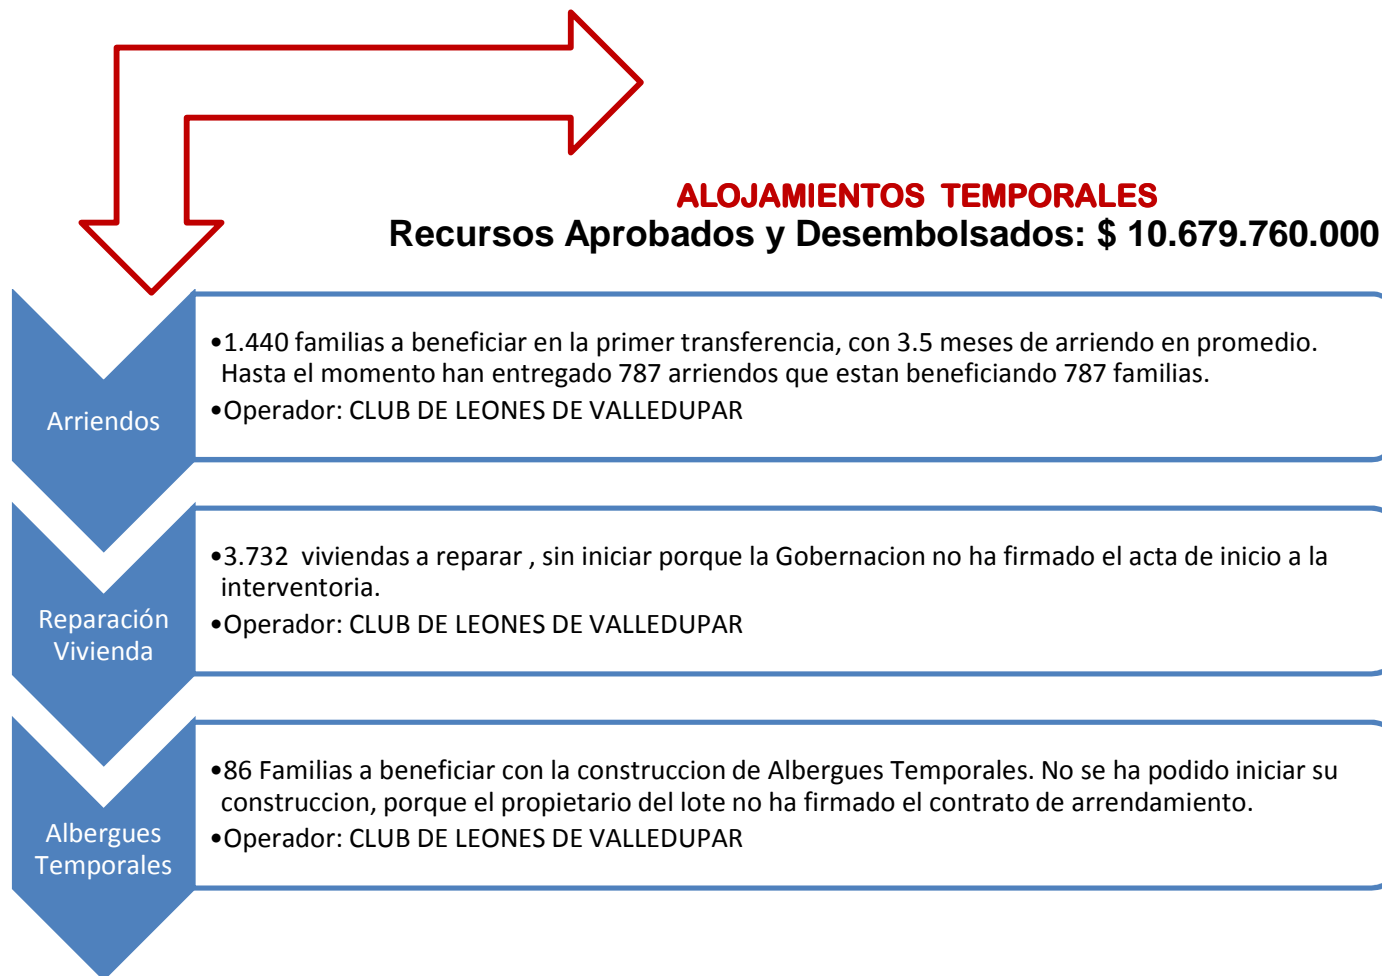 ALOJAMIENTOS TEMPORALES
Recursos Aprobados y Desembolsados: $ 10.679.760.000
Arriendos
•1.440 familias a beneficiar en la primer transferencia, con 3.5 meses de arriendo en promedio.
Hasta el momento han entregado 787 arriendos que estan beneficiando 787 familias.
•Operador: CLUB DE LEONES DE VALLEDUPAR
Reparación
Vivienda
•3.732 viviendas a reparar , sin iniciar porque la Gobernacion no ha firmado el acta de inicio a la
interventoria.
•Operador: CLUB DE LEONES DE VALLEDUPAR
Albergues
Temporales
•86 Familias a beneficiar con la construccion de Albergues Temporales. No se ha podido iniciar su
construccion, porque el propietario del lote no ha firmado el contrato de arrendamiento.
•Operador: CLUB DE LEONES DE VALLEDUPAR